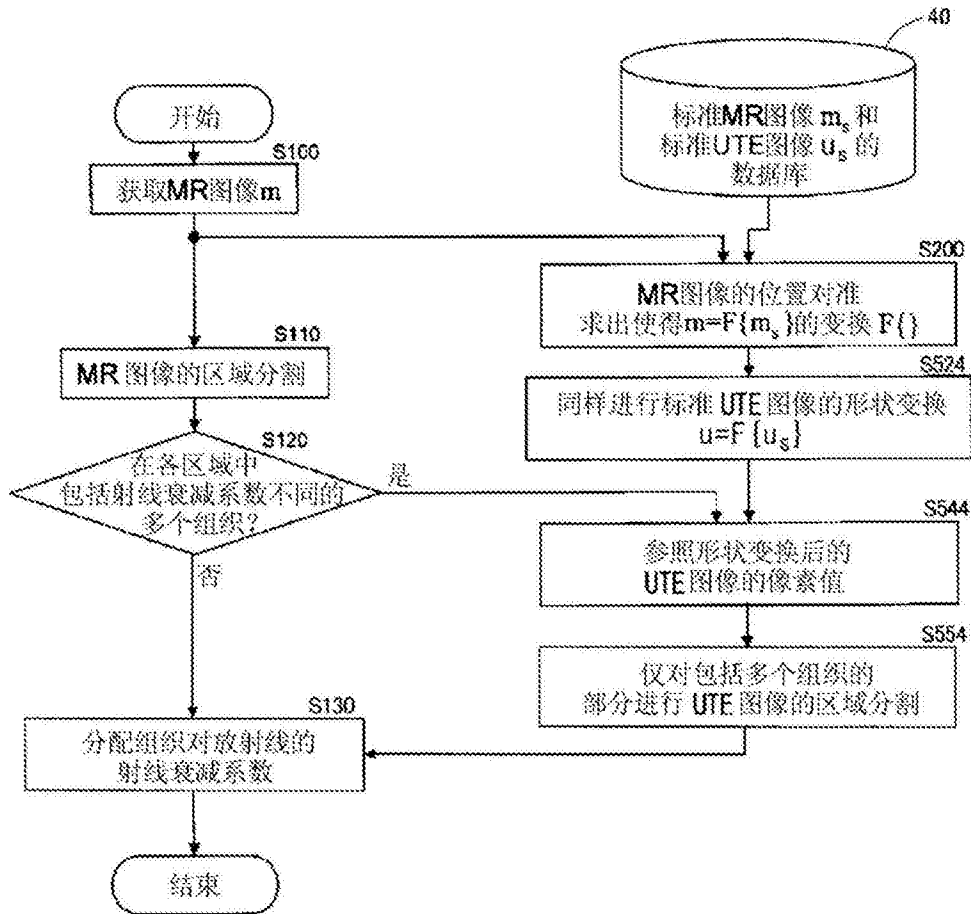 40
标准MR图像 mₛ 和
标准UTE图像 uₛ 的
数据库
开始
S100
获取MR图像m
S200
MR图像的位置对准
求出使得m=F{mₛ}的变换 F{}
S110
MR 图像的区域分割
S524
同样进行标准 UTE 图像的形状变换
u=F{uₛ}
S120
在各区域中
包括射线衰减系数不同的
多个组织?
是
否
S544
参照形状变换后的
UTE 图像的像素值
S554
仅对包括多个组织的
部分进行 UTE 图像的区域分割
S130
分配组织对放射线的
射线衰减系数
结束